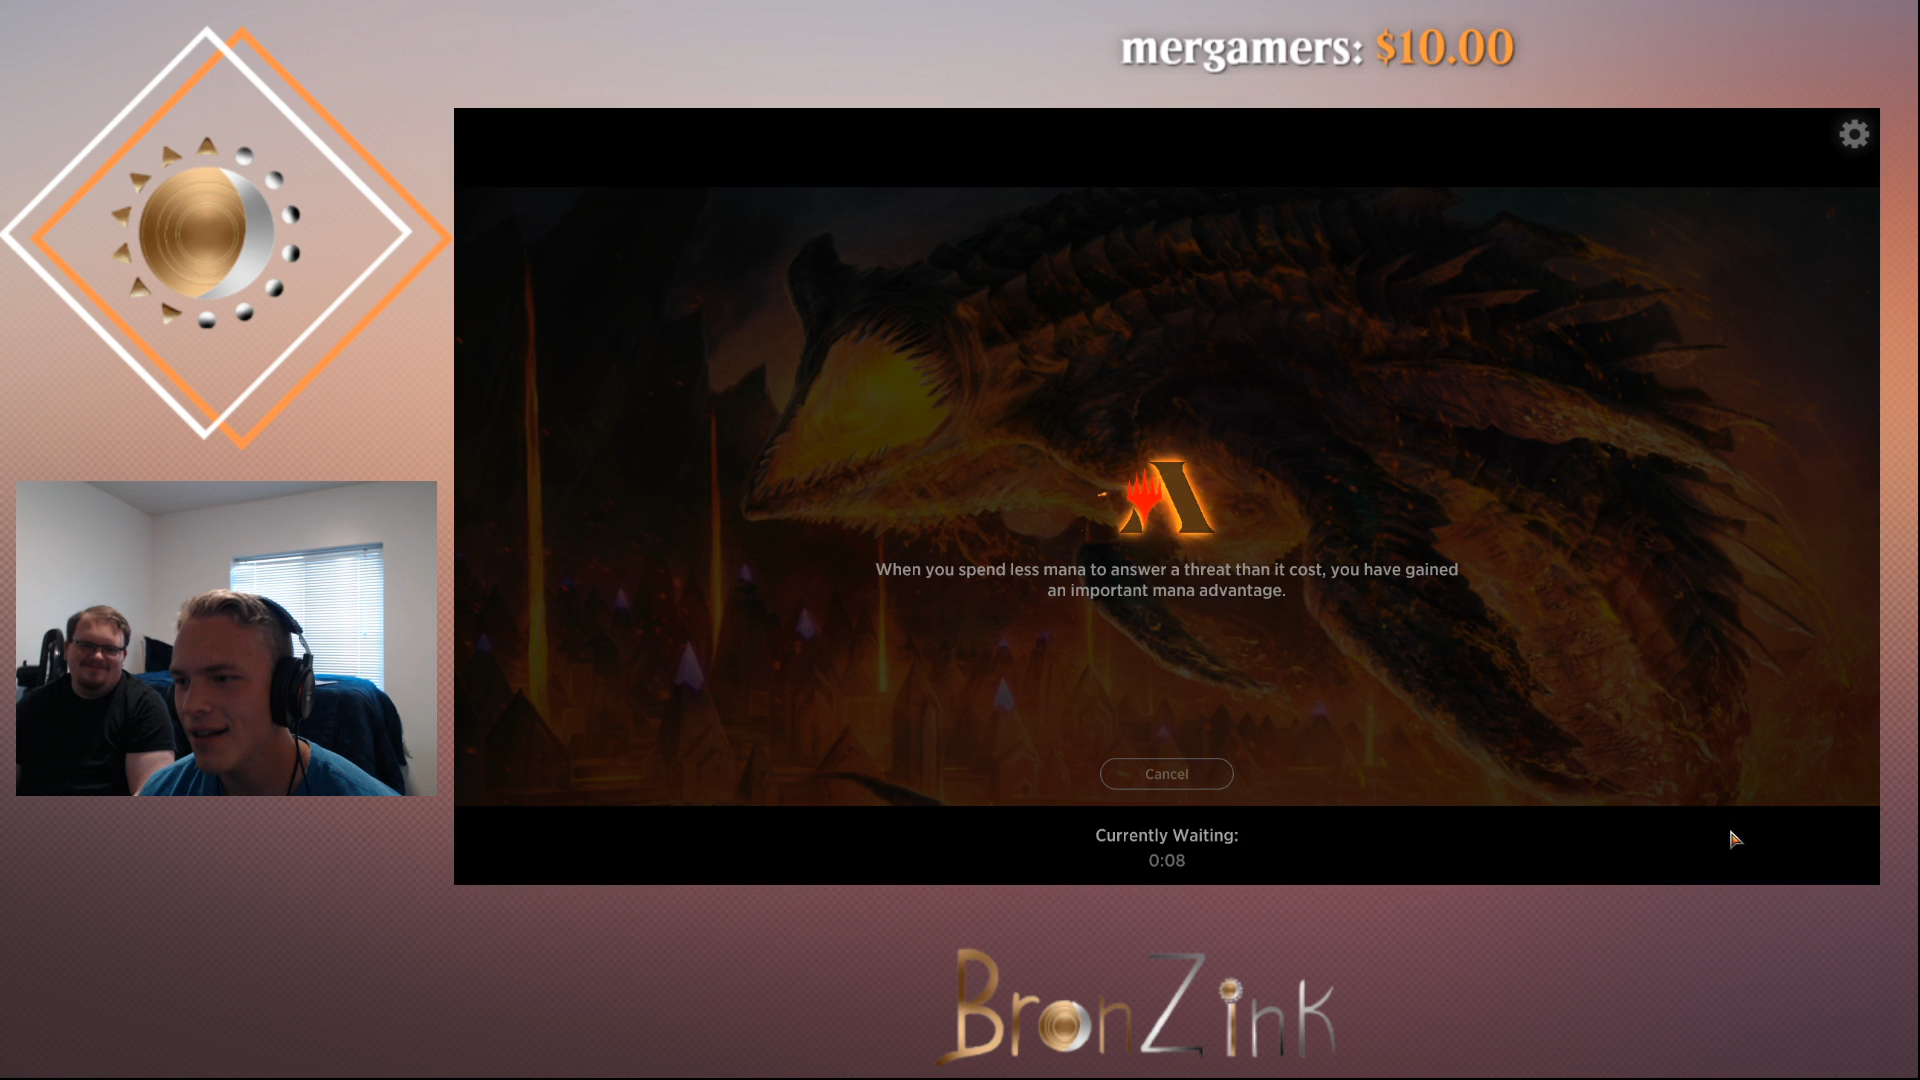 mergamers: $10.00
When you spend less mana to answer a threat than it cost, you have gained
an important mana advantage.
Cancel
Currently Waiting:
0:08
BronZink